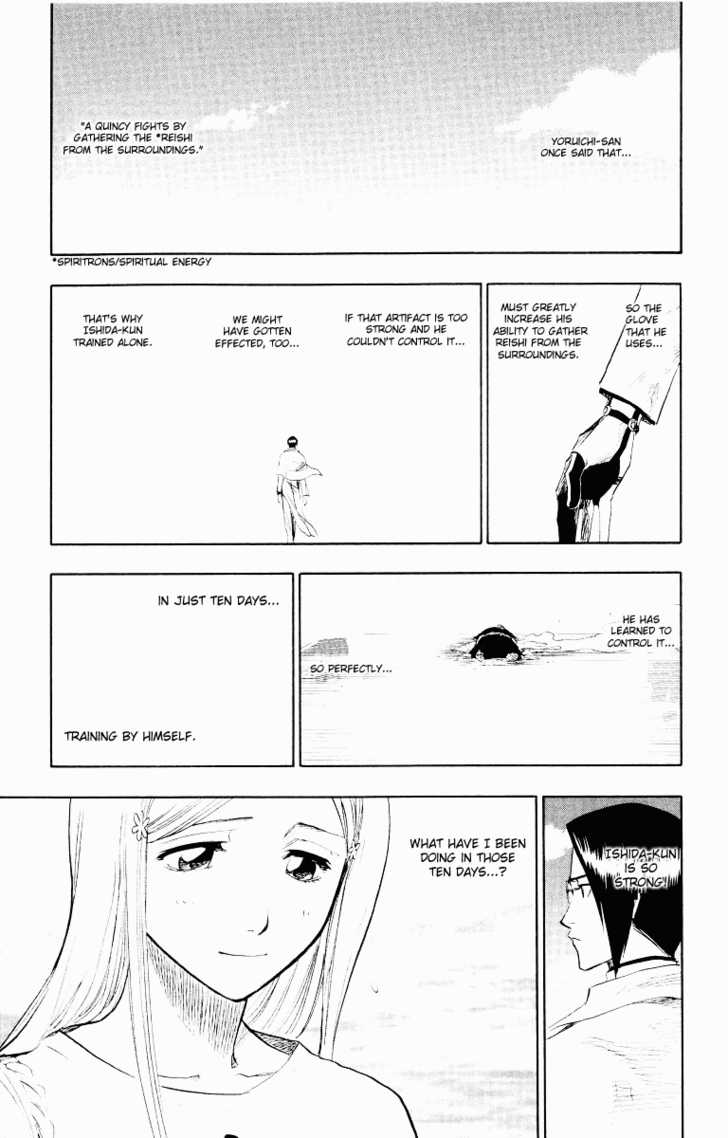 YORUICHI-SAN
ONCE SAID THAT...
"A QUINCY FIGHTS BY
GATHERING THE *REISHI
FROM THE SURROUNDINGS."
*SPIRITRONS/SPIRITUAL ENERGY
SO THE
GLOVE
THAT HE
USES...
MUST GREATLY
INCREASE HIS
ABILITY TO GATHER
REISHI FROM THE
SURROUNDINGS.
IF THAT ARTIFACT IS TOO
STRONG AND HE
COULDN'T CONTROL IT...
WE MIGHT
HAVE GOTTEN
EFFECTED, TOO...
THAT'S WHY
ISHIDA-KUN
TRAINED ALONE.
HE HAS
LEARNED TO
CONTROL IT...
SO PERFECTLY...
IN JUST TEN DAYS...
TRAINING BY HIMSELF.
ISHIDA-KUN
IS SO
"STRONG"
WHAT HAVE I BEEN
DOING IN THOSE
TEN DAYS...?